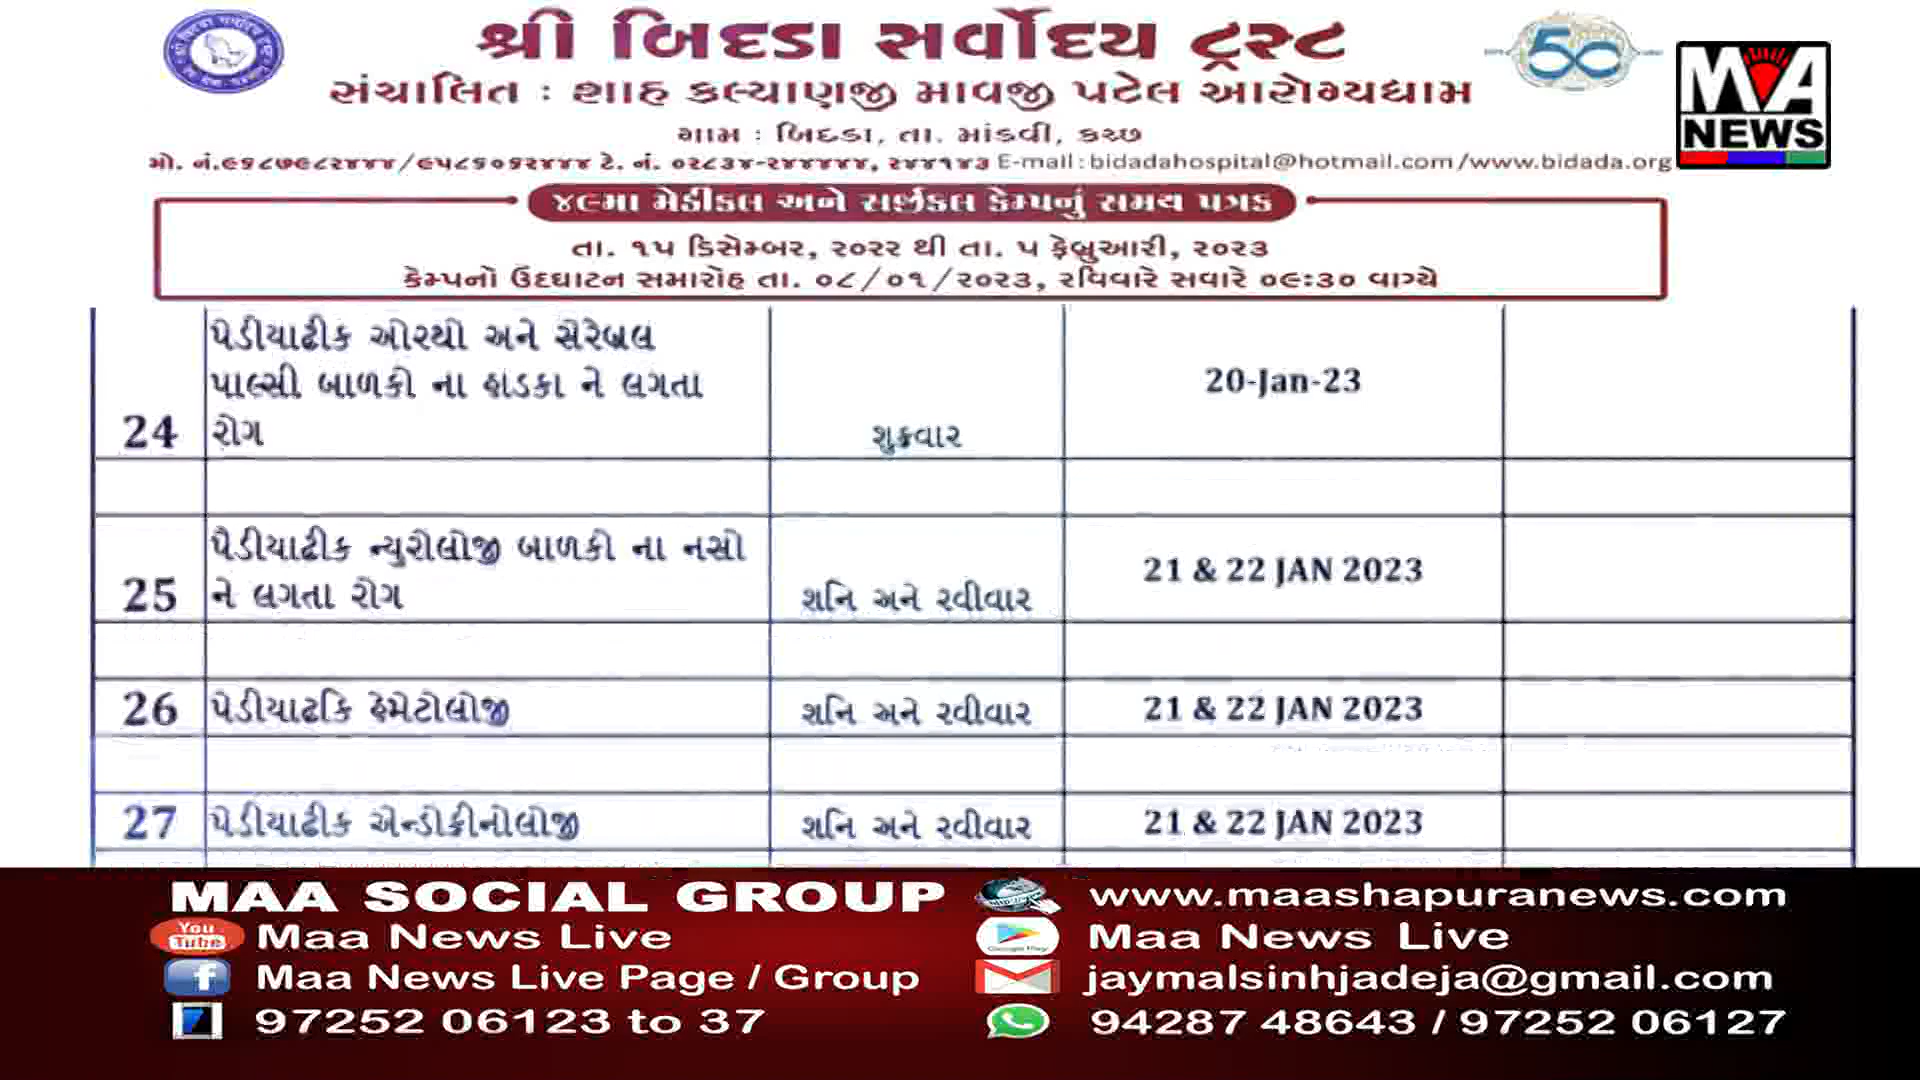 શ્રી બિદડા સર્વોદય ટ્રસ્ટ
50
સંચાલિત : શાહ કલ્યાણજી માવજી પટેલ આરોગ્યધામ
MAA NEWS
ગામ : બિદડા, તા. માંડવી, કચ્છ
E-mail : bidadahospital@hotmail.com /www.bidada.org
૪૯મા મેડીકલ અને સર્જીકલ કેમ્પનું સમય પત્રક
તા. ૧૫ ડિસેમ્બર, ૨૦૨૨ થી તા. ૫ ફેબ્રુઆરી, ૨૦૨૩
કેમ્પનો ઉદઘાટન સમારોહ તા. ૦૮/૦૧/૨૦૨૩, રવિવારે સવારે ૦૯:૩૦ વાગ્યે
પેડીયાઢીક ઓરથો અને સેરેબ્રલ
પાલ્સી બાળકો ના હાડકા ને લગતા
20-Jan-23
24 રોગ શુક્રવાર
પૈડીયાઢીક ન્યુરોલોજી બાળકો ના નસો
21 & 22 JAN 2023
25 ને લગતા રોગ શનિ અને રવીવાર
26 પેડીયાઢકિ હેમેટોલોજી શનિ અને રવીવાર 21 & 22 JAN 2023
27 પેડીયાઢીક એન્ડોક્રીનોલોજી શનિ અને રવીવાર 21 & 22 JAN 2023
MAA SOCIAL GROUP www.maashapuranews.com
You Tube Maa News Live Google Play Maa News Live
f Maa News Live Page / Group jaymalsinhjadeja@gmail.com
97252 06123 to 37 94287 48643 / 97252 06127